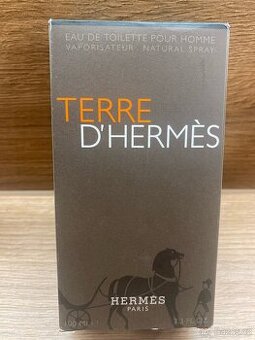 EAU DE TOILETTE POUR HOMME
VAPORISATEUR NATURAL SPRAY
TERRE
D'HERMÈS
HERMÈS
PARIS